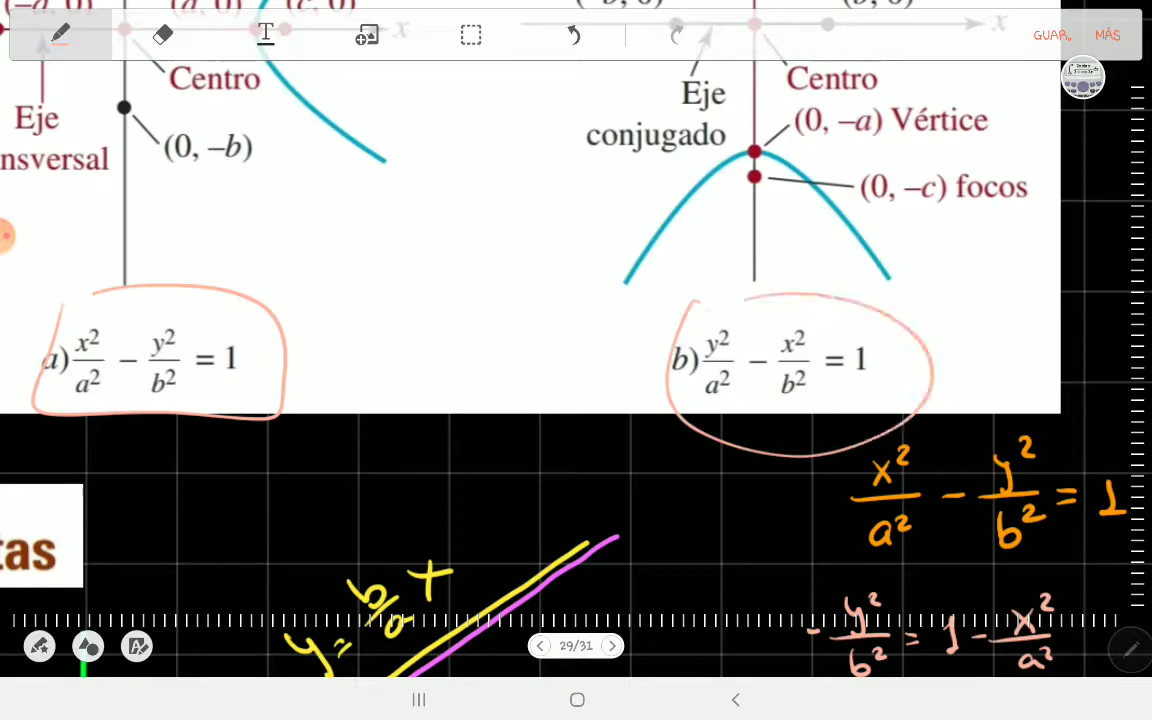 x
x
GUAR.
MÁS
Centro
(0, –b)
Eje
nsversal
Eje
conjugado
Centro
(0, –a) Vértice
(0, –c) focos
a) x²/a² – y²/b² = 1
b) y²/a² – x²/b² = 1
x²/a² - y²/b² = 1
tas
- y²/b² = 1 - x²/a²
29/31